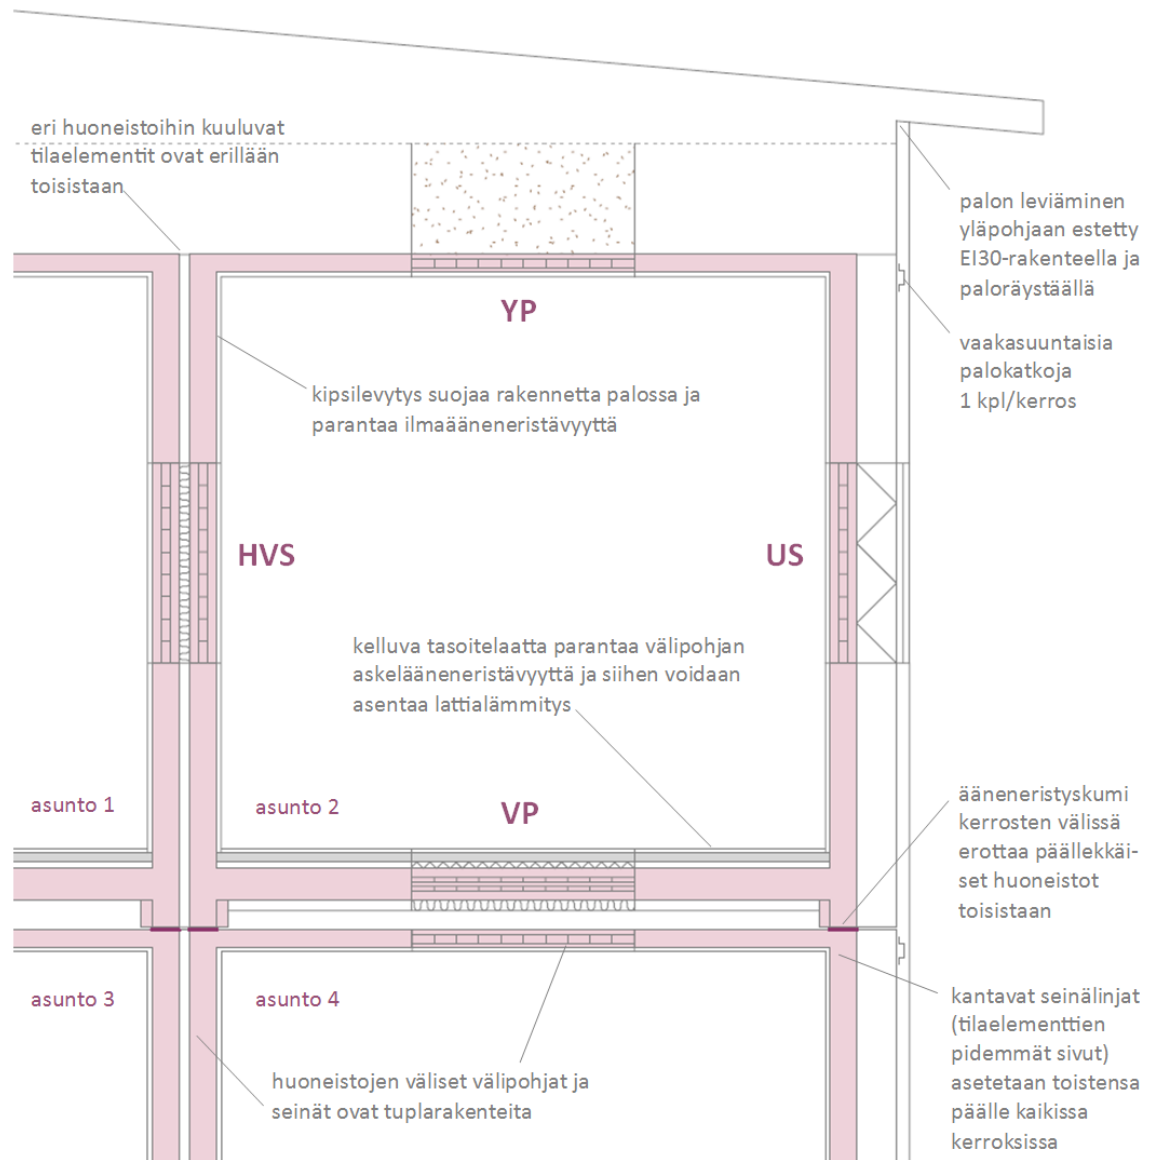 eri huoneistoihin kuuluvat
tilaelementit ovat erillään
toisistaan
palon leviäminen
yläpohjaan estetty
EI30-rakenteella ja
paloräystäällä
YP
vaakasuuntaisia
palokatkoja
1 kpl/kerros
kipsilevytys suojaa rakennetta palossa ja
parantaa ilmaääneneristävyyttä
HVS
US
kelluva tasoitelaatta parantaa välipohjan
askelääneneristävyyttä ja siihen voidaan
asentaa lattialämmitys
asunto 1
asunto 2
VP
ääneneristyskumi
kerrosten välissä
erottaa päällekkäi-
set huoneistot
toisistaan
asunto 3
asunto 4
kantavat seinälinjat
(tilaelementtien
pidemmät sivut)
asetetaan toistensa
päälle kaikissa
kerroksissa
huoneistojen väliset välipohjat ja
seinät ovat tuplarakenteita